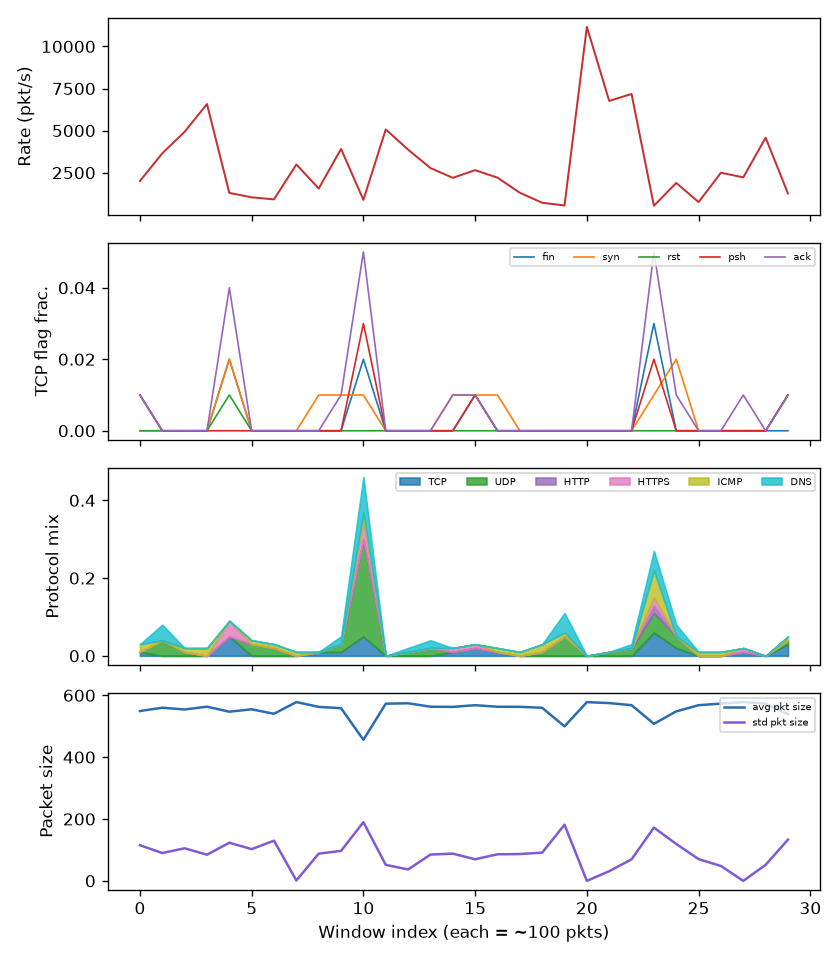 10000
7500
5000
2500
Rate (pkt/s)
fin syn rst psh ack
0.04
0.02
0.00
TCP flag frac.
TCP UDP HTTP HTTPS ICMP DNS
0.4
0.2
0.0
Protocol mix
avg pkt size
std pkt size
600
400
200
0
Packet size
0 5 10 15 20 25 30
Window index (each = ~100 pkts)